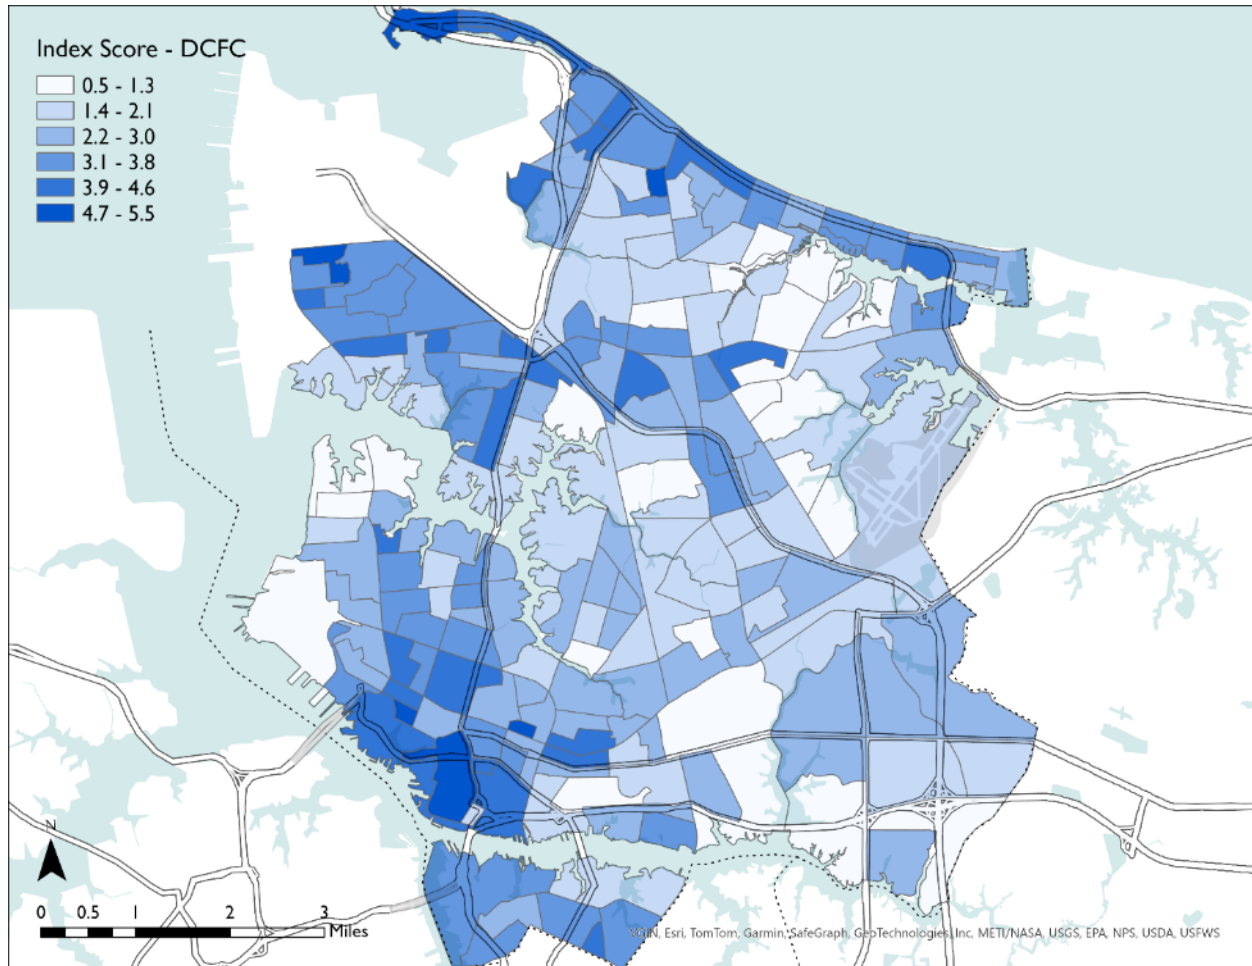 Index Score - DCFC
0.5 - 1.3
1.4 - 2.1
2.2 - 3.0
3.1 - 3.8
3.9 - 4.6
4.7 - 5.5
N
0 0.5 1 2 3
Miles
VGIN, Esri, TomTom, Garmin, SafeGraph, GeoTechnologies, Inc, METI/NASA, USGS, EPA, NPS, USDA, USFWS